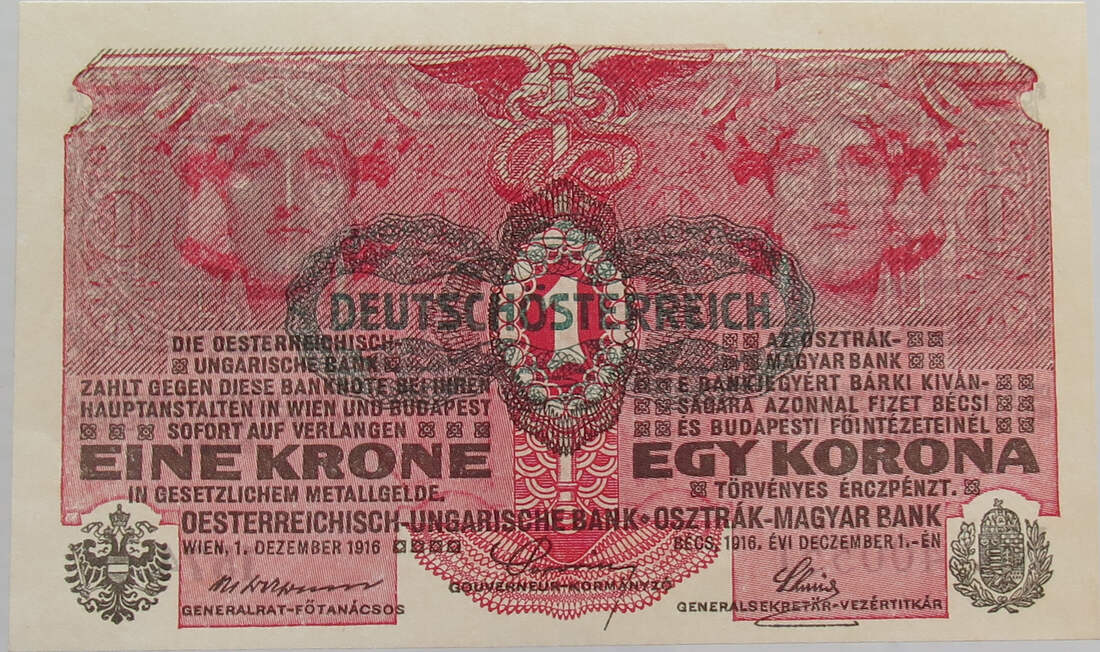 DEUTSCHÖSTERREICH
1
DIE OESTERREICHISCH-
UNGARISCHE BANK
ZAHLT GEGEN DIESE BANKNOTE BEI IHREN
HAUPTANSTALTEN IN WIEN UND BUDAPEST
SOFORT AUF VERLANGEN
EINE KRONE
IN GESETZLICHEM METALLGELDE.
AZ OSZTRÁK-
MAGYAR BANK
E BANKJEGYÉRT BÁRKI KIVÁN-
SÁGÁRA AZONNAL FIZET BÉCSI
ÉS BUDAPESTI FŐINTÉZETEINÉL
EGY KORONA
TÖRVÉNYES ÉRCZPÉNZT.
OESTERREICHISCH-UNGARISCHE BANK · OSZTRÁK-MAGYAR BANK
WIEN, 1. DEZEMBER 1916
BÉCS, 1916. ÉVI DECZEMBER 1.-ÉN
GOUVERNEUR-KORMÁNYZÓ
GENERALRAT-FŐTANÁCSOS
GENERALSEKRETÄR-VEZÉRTITKÁR